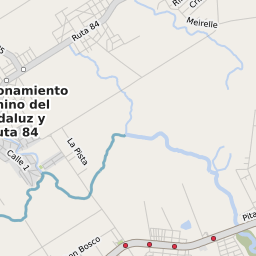 Ruta 84
Meirelle
onamiento
nino del
daluz y
uta 84
Calle 1
La Pista
on Bosco
Pita